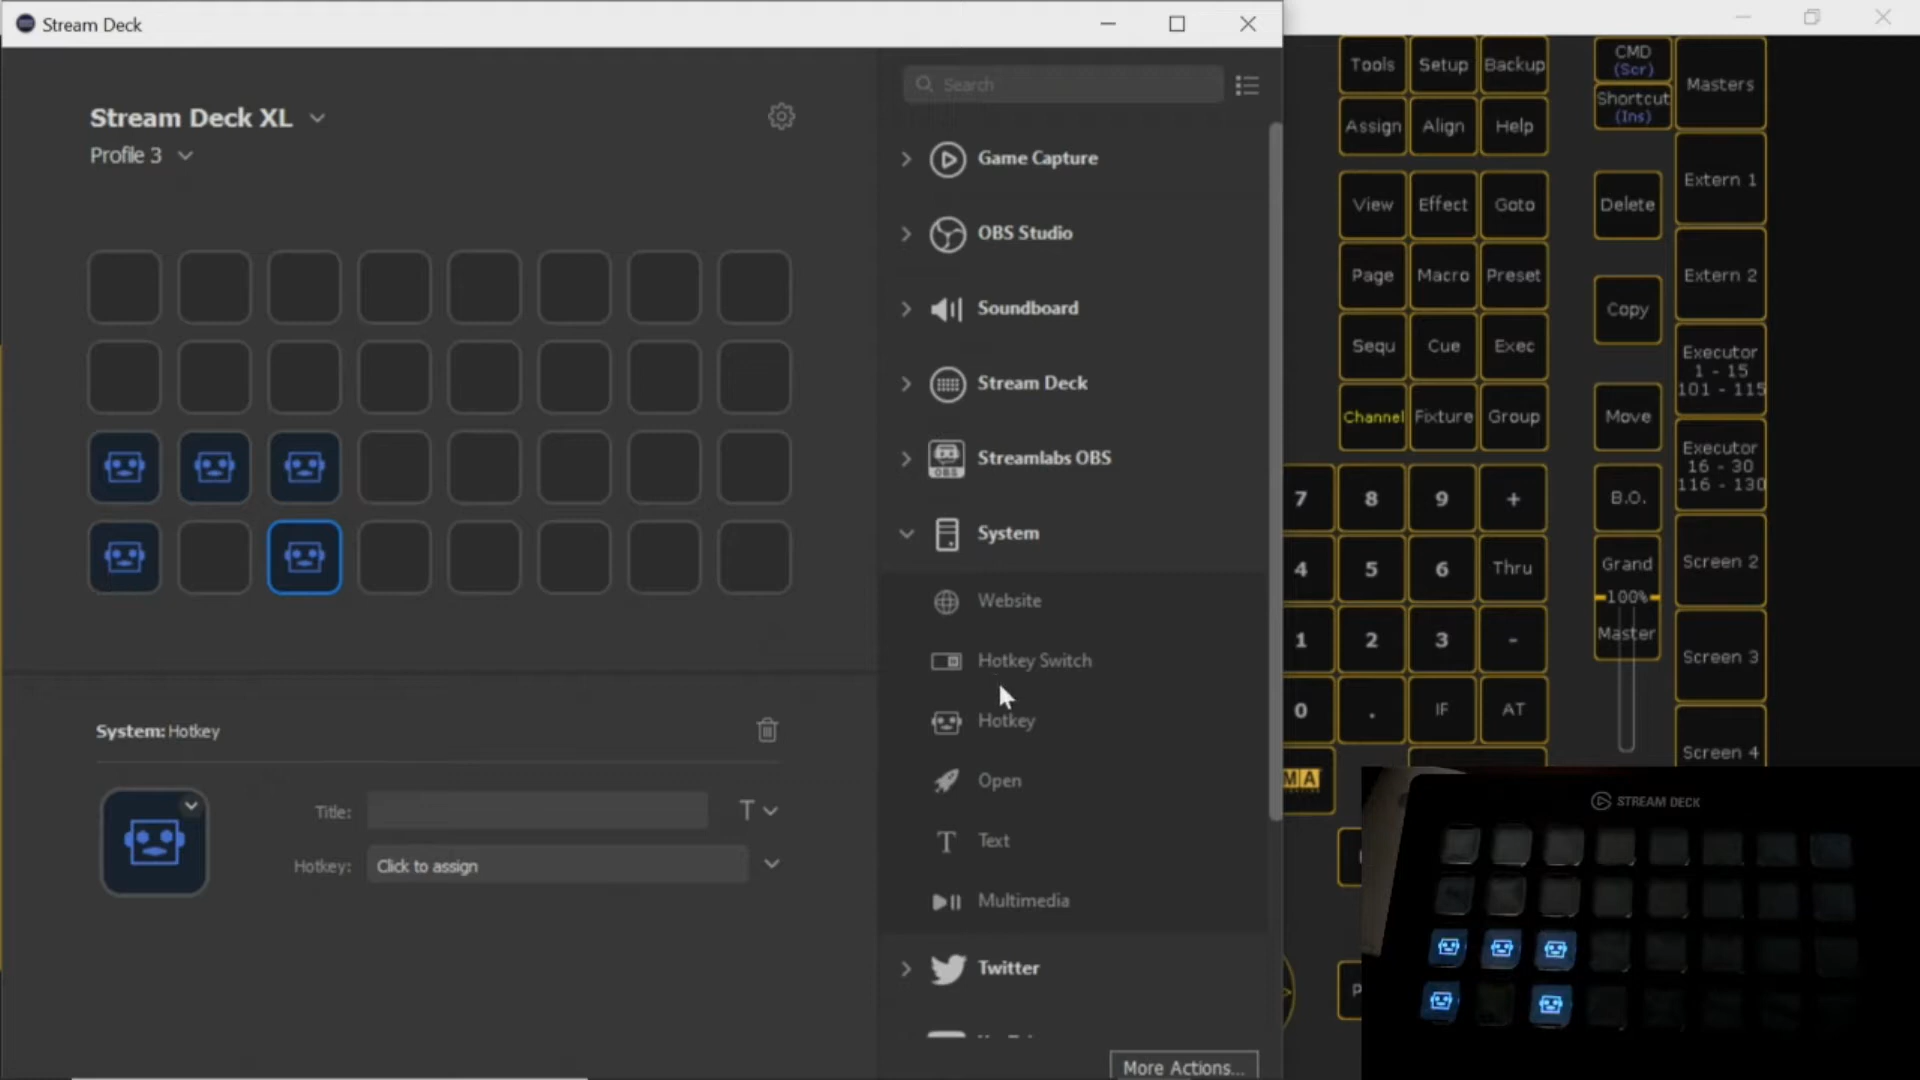 Stream Deck
Stream Deck XL
Profile 3
Search
Game Capture
OBS Studio
Soundboard
Stream Deck
Streamlabs OBS
OBS
System
Website
Hotkey Switch
Hotkey
Open
Text
Multimedia
Twitter
More Actions...
System: Hotkey
Title:
T
Hotkey: Click to assign
Tools Setup Backup
Assign Align Help
View Effect Goto
Page Macro Preset
Sequ Cue Exec
Channel Fixture Group
7 8 9 +
4 5 6 Thru
1 2 3 -
0 . IF AT
MA
CMD
(Scr)
Shortcut
(Ins)
Delete
Copy
Move
B.O.
Grand
100%
Master
Masters
Extern 1
Extern 2
Executor
1 - 15
101 - 115
Executor
16 - 30
116 - 130
Screen 2
Screen 3
Screen 4
STREAM DECK